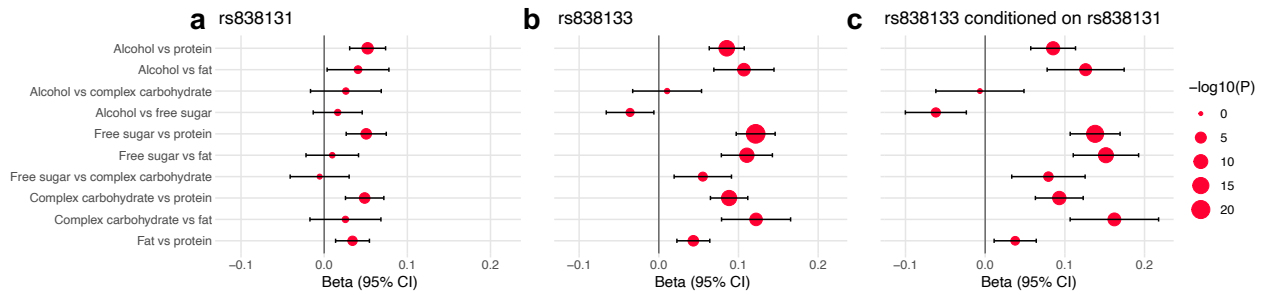 a rs838131
b rs838133
c rs838133 conditioned on rs838131
Alcohol vs protein
Alcohol vs fat
Alcohol vs complex carbohydrate
Alcohol vs free sugar
Free sugar vs protein
Free sugar vs fat
Free sugar vs complex carbohydrate
Complex carbohydrate vs protein
Complex carbohydrate vs fat
Fat vs protein
−0.1 0.0 0.1 0.2
Beta (95% CI)
−0.1 0.0 0.1 0.2
Beta (95% CI)
−0.1 0.0 0.1 0.2
Beta (95% CI)
−log10(P)
0
5
10
15
20